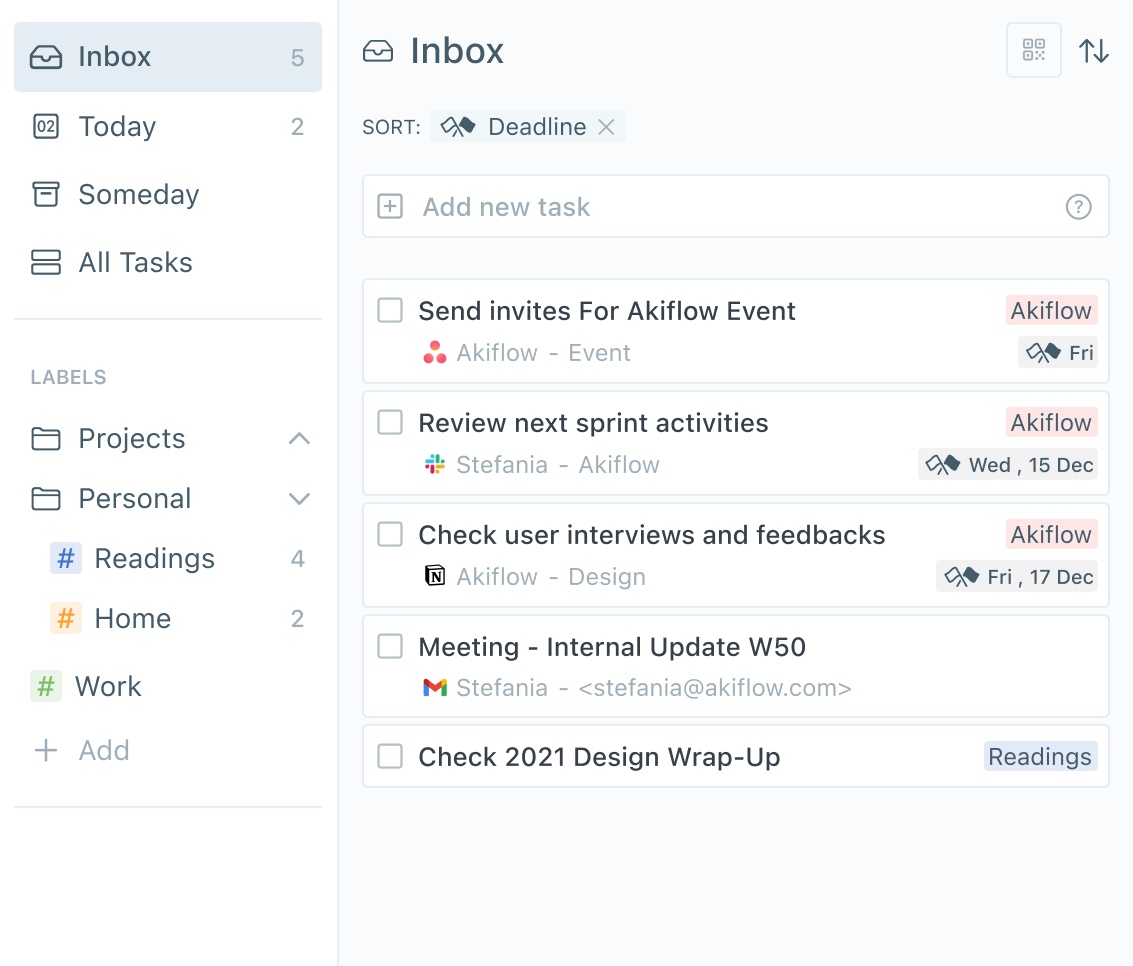 Inbox 5
02 Today 2
Someday
All Tasks
LABELS
Projects
Personal
# Readings 4
# Home 2
# Work
+ Add
Inbox
SORT: Deadline
Add new task ?
Send invites For Akiflow Event Akiflow
Akiflow - Event Fri
Review next sprint activities Akiflow
Stefania - Akiflow Wed , 15 Dec
Check user interviews and feedbacks Akiflow
N Akiflow - Design Fri , 17 Dec
Meeting - Internal Update W50
Stefania - <stefania@akiflow.com>
Check 2021 Design Wrap-Up Readings